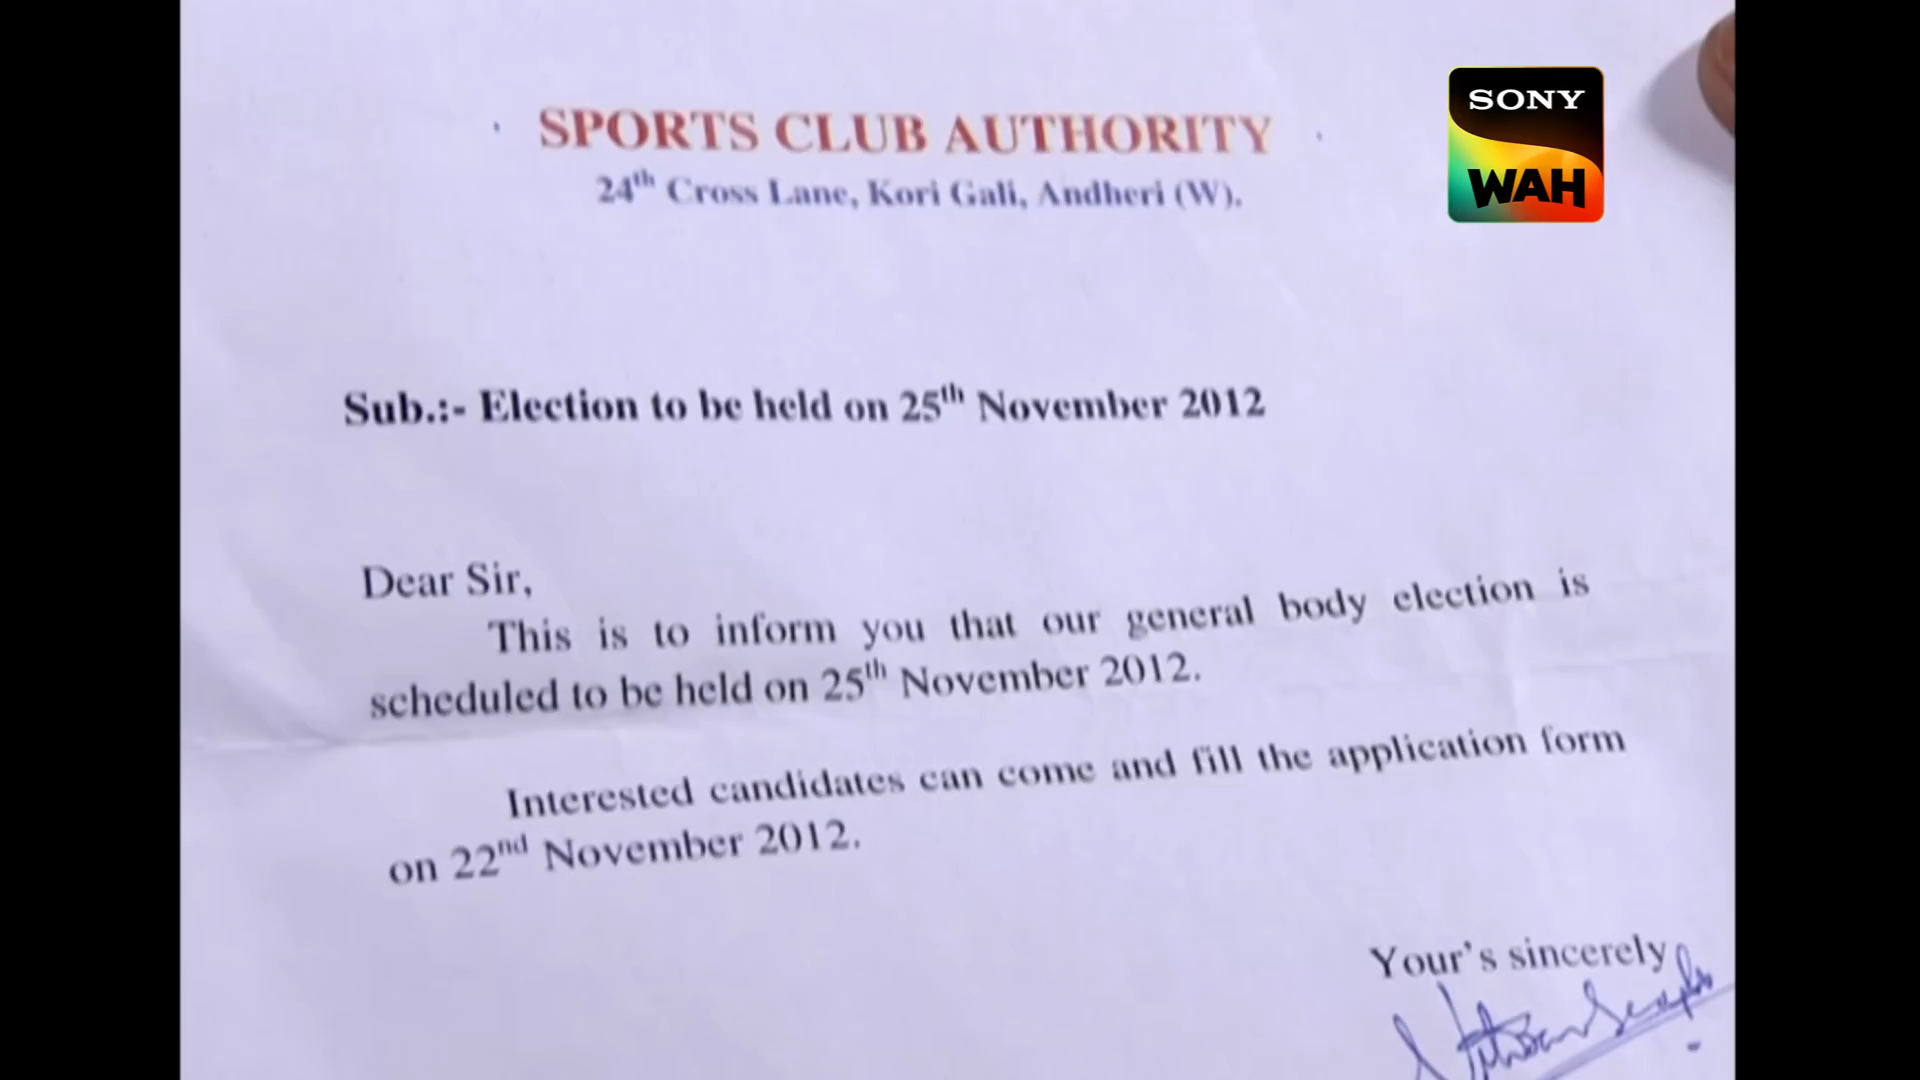 SPORTS CLUB AUTHORITY
24th Cross Lane, Kori Gali, Andheri (W).
SONY
WAH
Sub.:- Election to be held on 25th November 2012
Dear Sir,
This is to inform you that our general body election is
scheduled to be held on 25th November 2012.
Interested candidates can come and fill the application form
on 22nd November 2012.
Your's sincerely